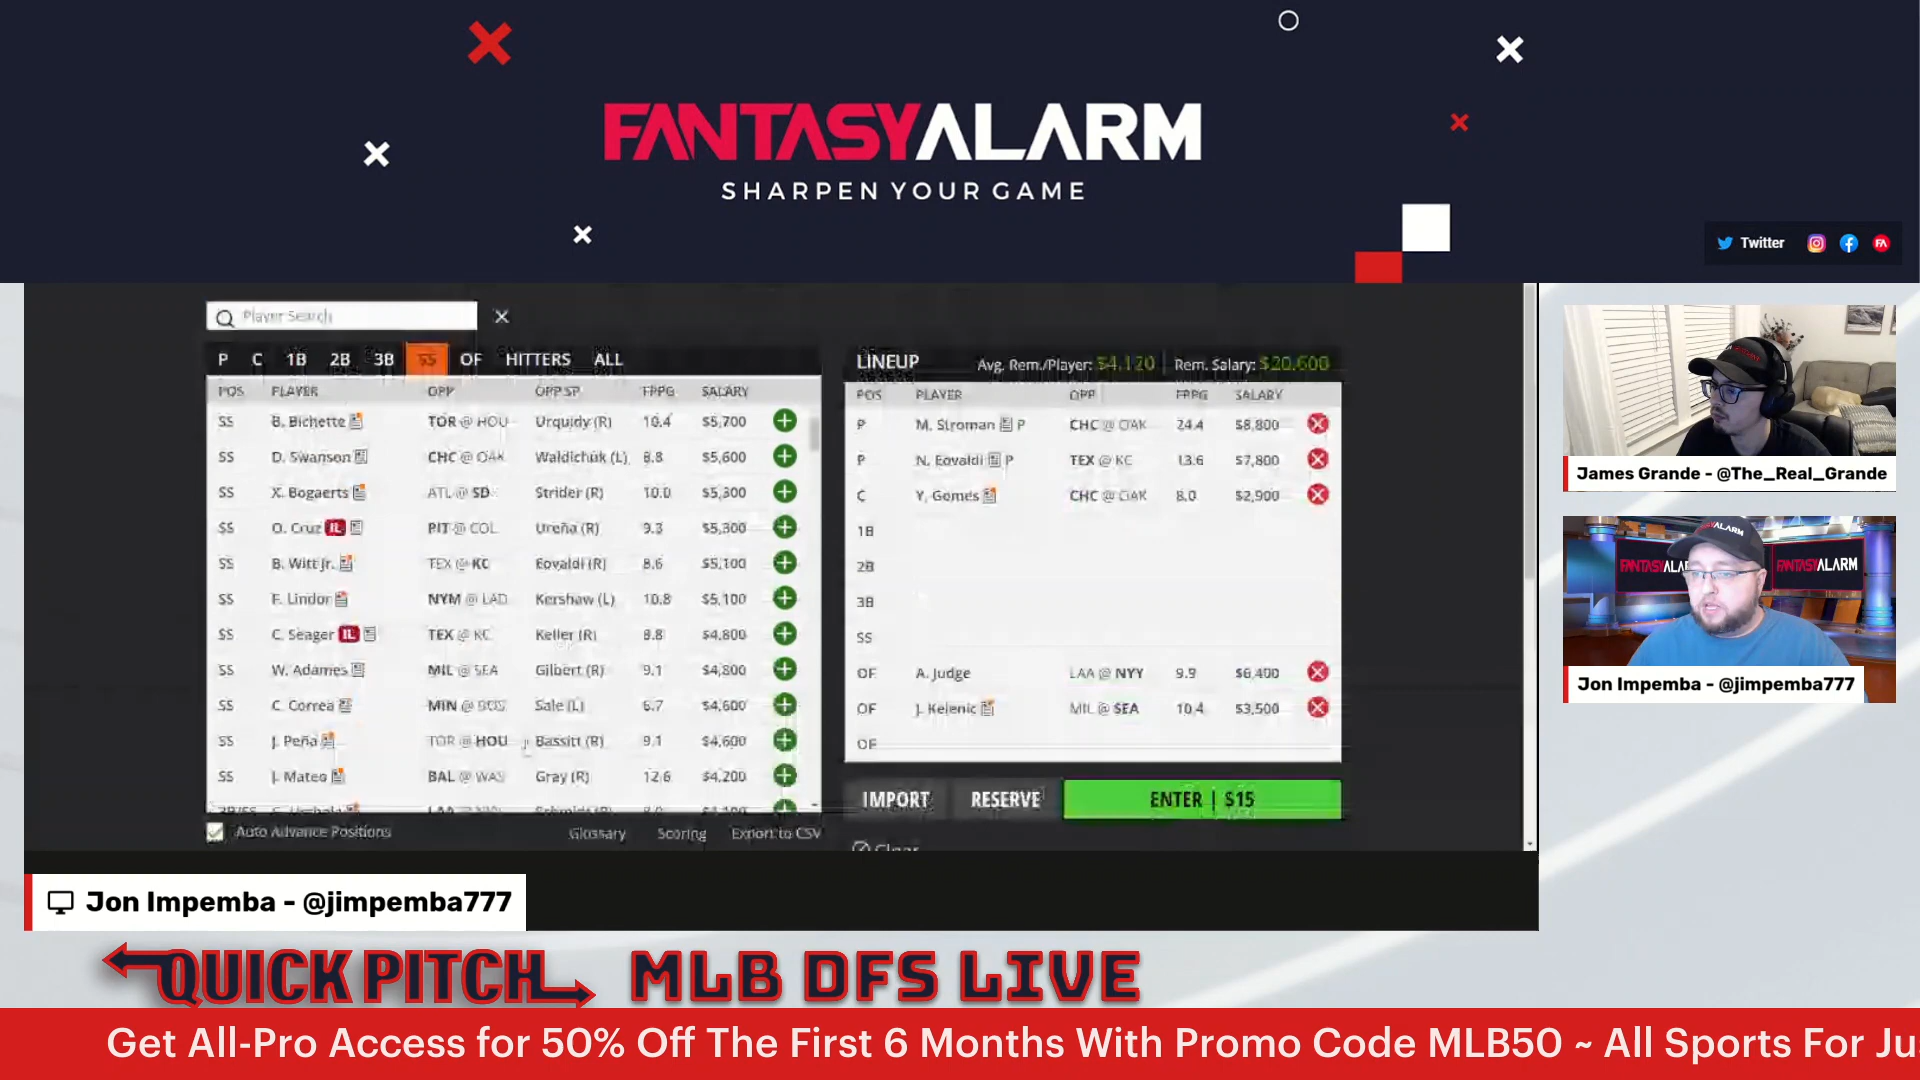 FANTASYALARM
SHARPEN YOUR GAME
Twitter
FA
Player Search
P C 1B 2B 3B SS OF HITTERS ALL
POS PLAYER OPP OPP SP FPPG SALARY
SS B. Bichette TOR @ HOU Urquidy (R) 10.4 $5,700
SS D. Swanson CHC @ OAK Waldichuk (L) 8.8 $5,600
SS X. Bogaerts ATL @ SD Strider (R) 10.0 $5,300
SS O. Cruz IL PIT @ COL Ureña (R) 9.3 $5,300
SS B. Witt Jr. TEX @ KC Eovaldi (R) 8.6 $5,100
SS F. Lindor NYM @ LAD Kershaw (L) 10.8 $5,100
SS C. Seager IL TEX @ KC Keller (R) 8.8 $4,800
SS W. Adames MIL @ SEA Gilbert (R) 9.1 $4,800
SS C. Correa MIN @ BOS Sale (L) 6.7 $4,600
SS J. Peña TOR @ HOU Bassitt (R) 9.1 $4,600
SS J. Mateo BAL @ WAS Gray (R) 12.6 $4,200
Auto Advance Positions
Glossary Scoring Export to CSV
LINEUP Avg. Rem./Player: $4,120 Rem. Salary: $20,600
POS PLAYER OPP FPPG SALARY
P M. Stroman P CHC @ OAK 24.4 $8,800
P N. Eovaldi P TEX @ KC 13.6 $7,800
C Y. Gomes CHC @ OAK 8.0 $2,900
1B
2B
3B
SS
OF A. Judge LAA @ NYY 9.9 $6,400
OF J. Kelenic MIL @ SEA 10.4 $3,500
OF
IMPORT RESERVE ENTER | $15
Clear
James Grande - @The_Real_Grande
FANTASYALA
ALARM
FANTASYALARM
Jon Impemba - @jimpemba777
Jon Impemba - @jimpemba777
QUICK PITCH MLB DFS LIVE
Get All-Pro Access for 50% Off The First 6 Months With Promo Code MLB50 ~ All Sports For Ju